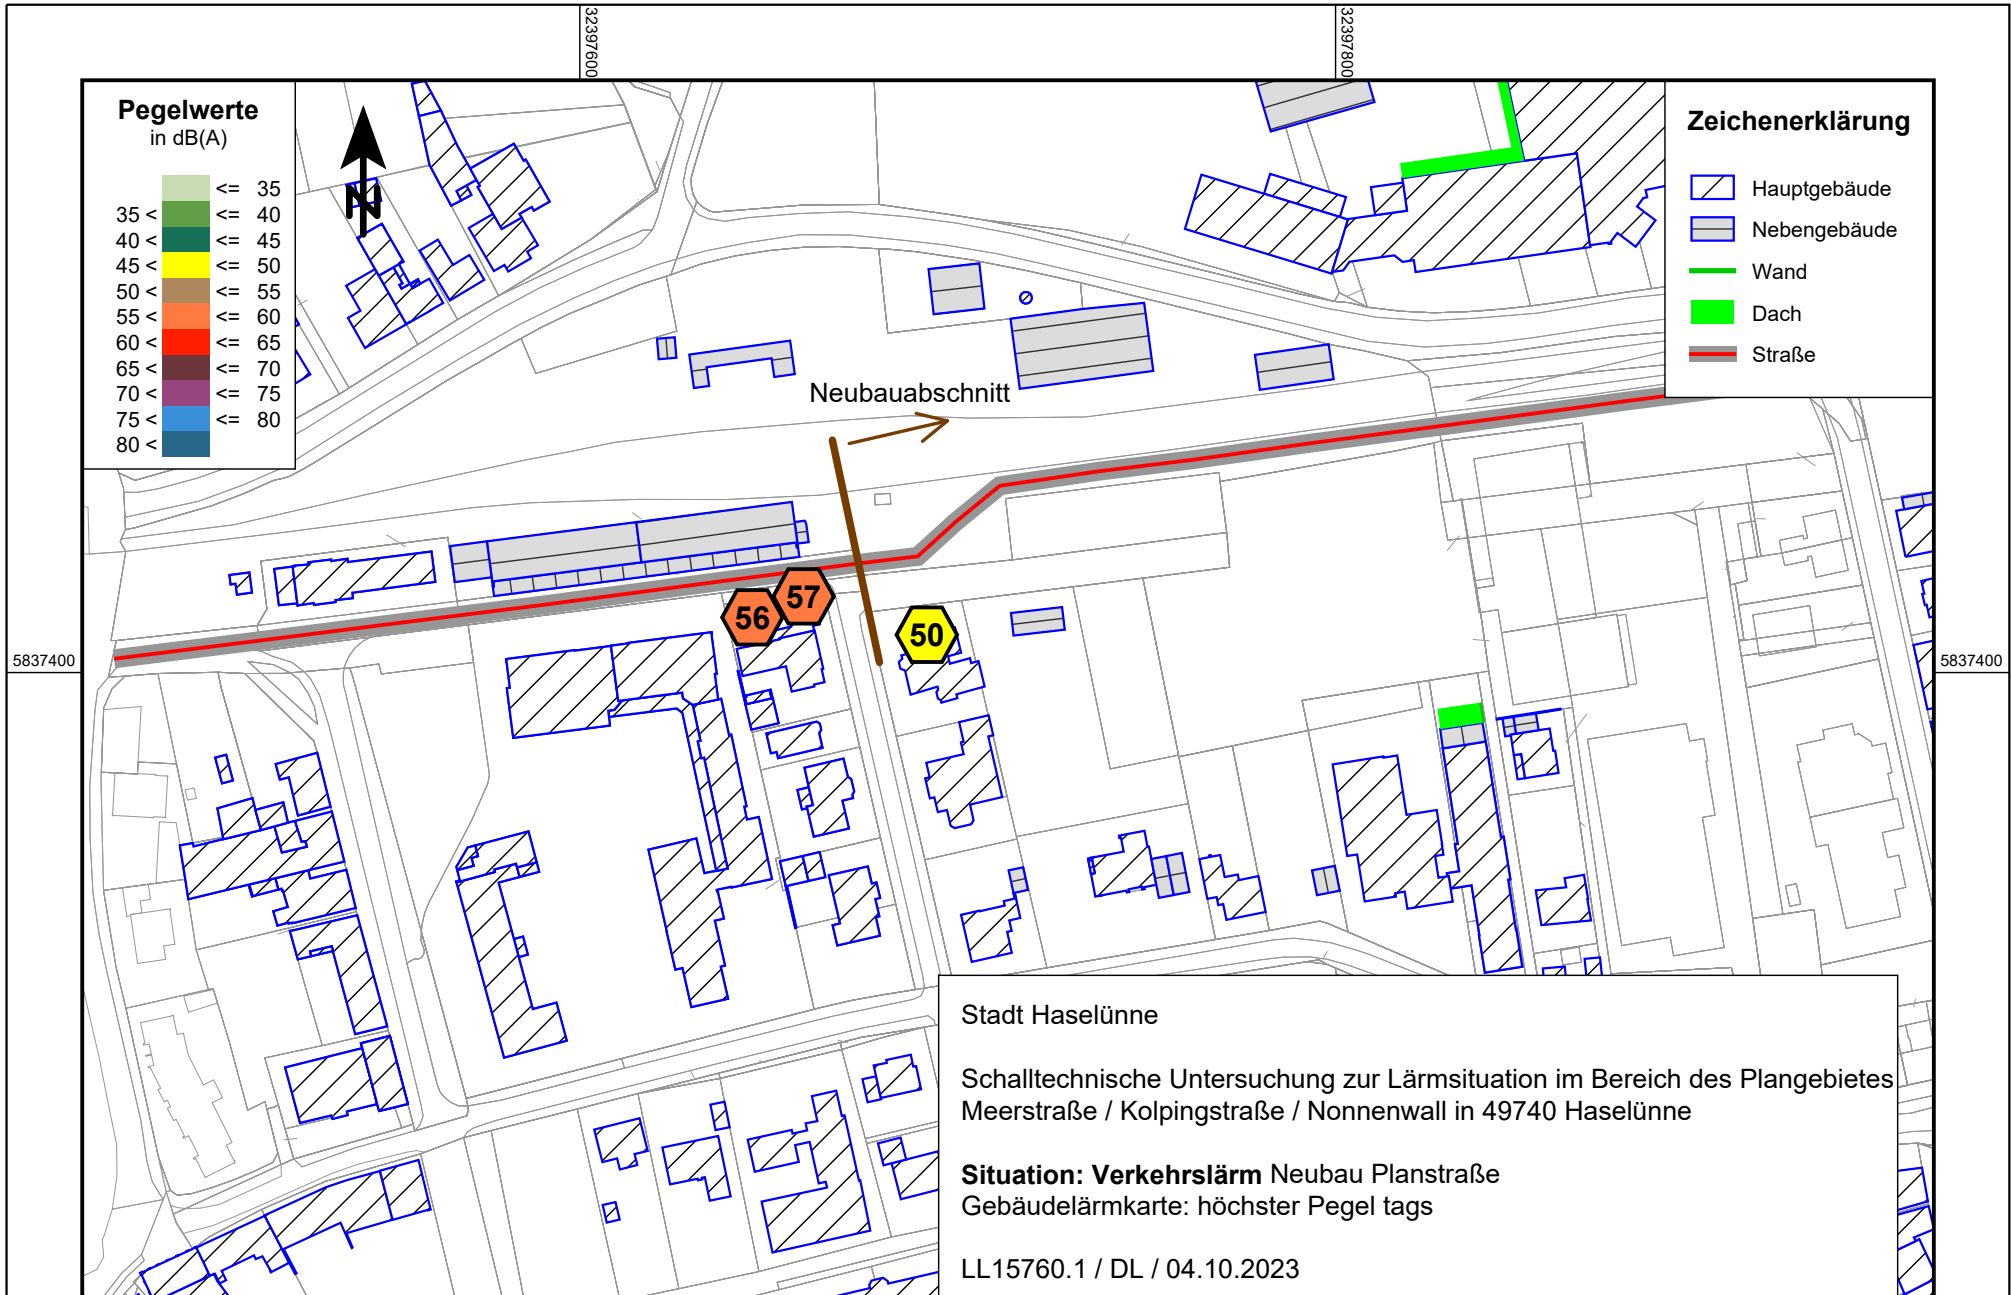 32397600
32397800
Pegelwerte
in dB(A)
<= 35
35 < <= 40
40 < <= 45
45 < <= 50
50 < <= 55
55 < <= 60
60 < <= 65
65 < <= 70
70 < <= 75
75 < <= 80
80 <
N
Zeichenerklärung
Hauptgebäude
Nebengebäude
Wand
Dach
Straße
Neubauabschnitt
56
57
50
5837400
5837400
Stadt Haselünne
Schalltechnische Untersuchung zur Lärmsituation im Bereich des Plangebietes
Meerstraße / Kolpingstraße / Nonnenwall in 49740 Haselünne
Situation: Verkehrslärm Neubau Planstraße
Gebäudelärmkarte: höchster Pegel tags
LL15760.1 / DL / 04.10.2023